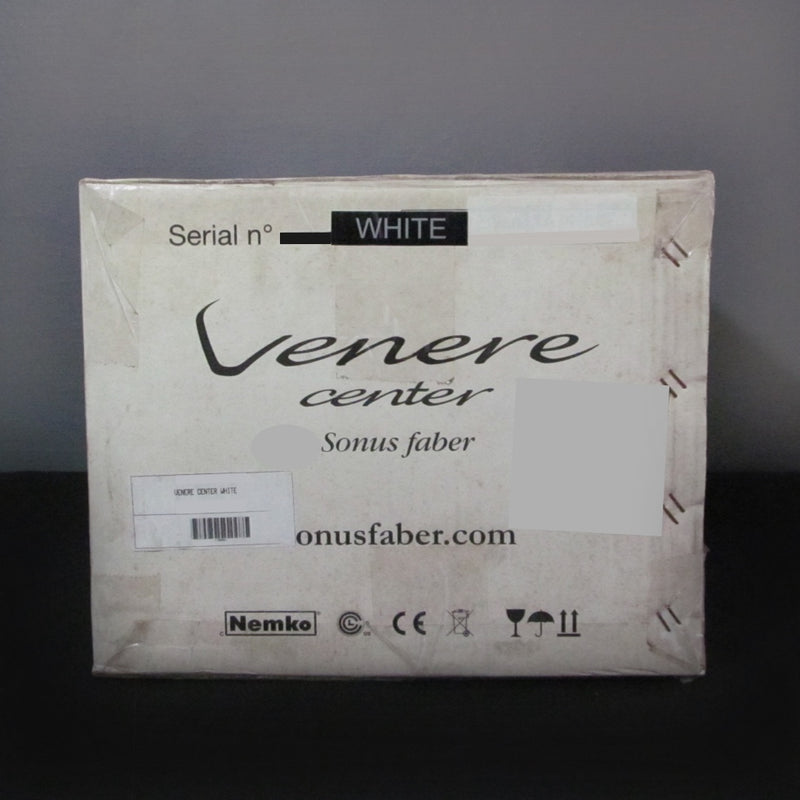 Serial n° WHITE
Venere
center
Sonus faber
VENERE CENTER WHITE
onusfaber.com
Nemko CE